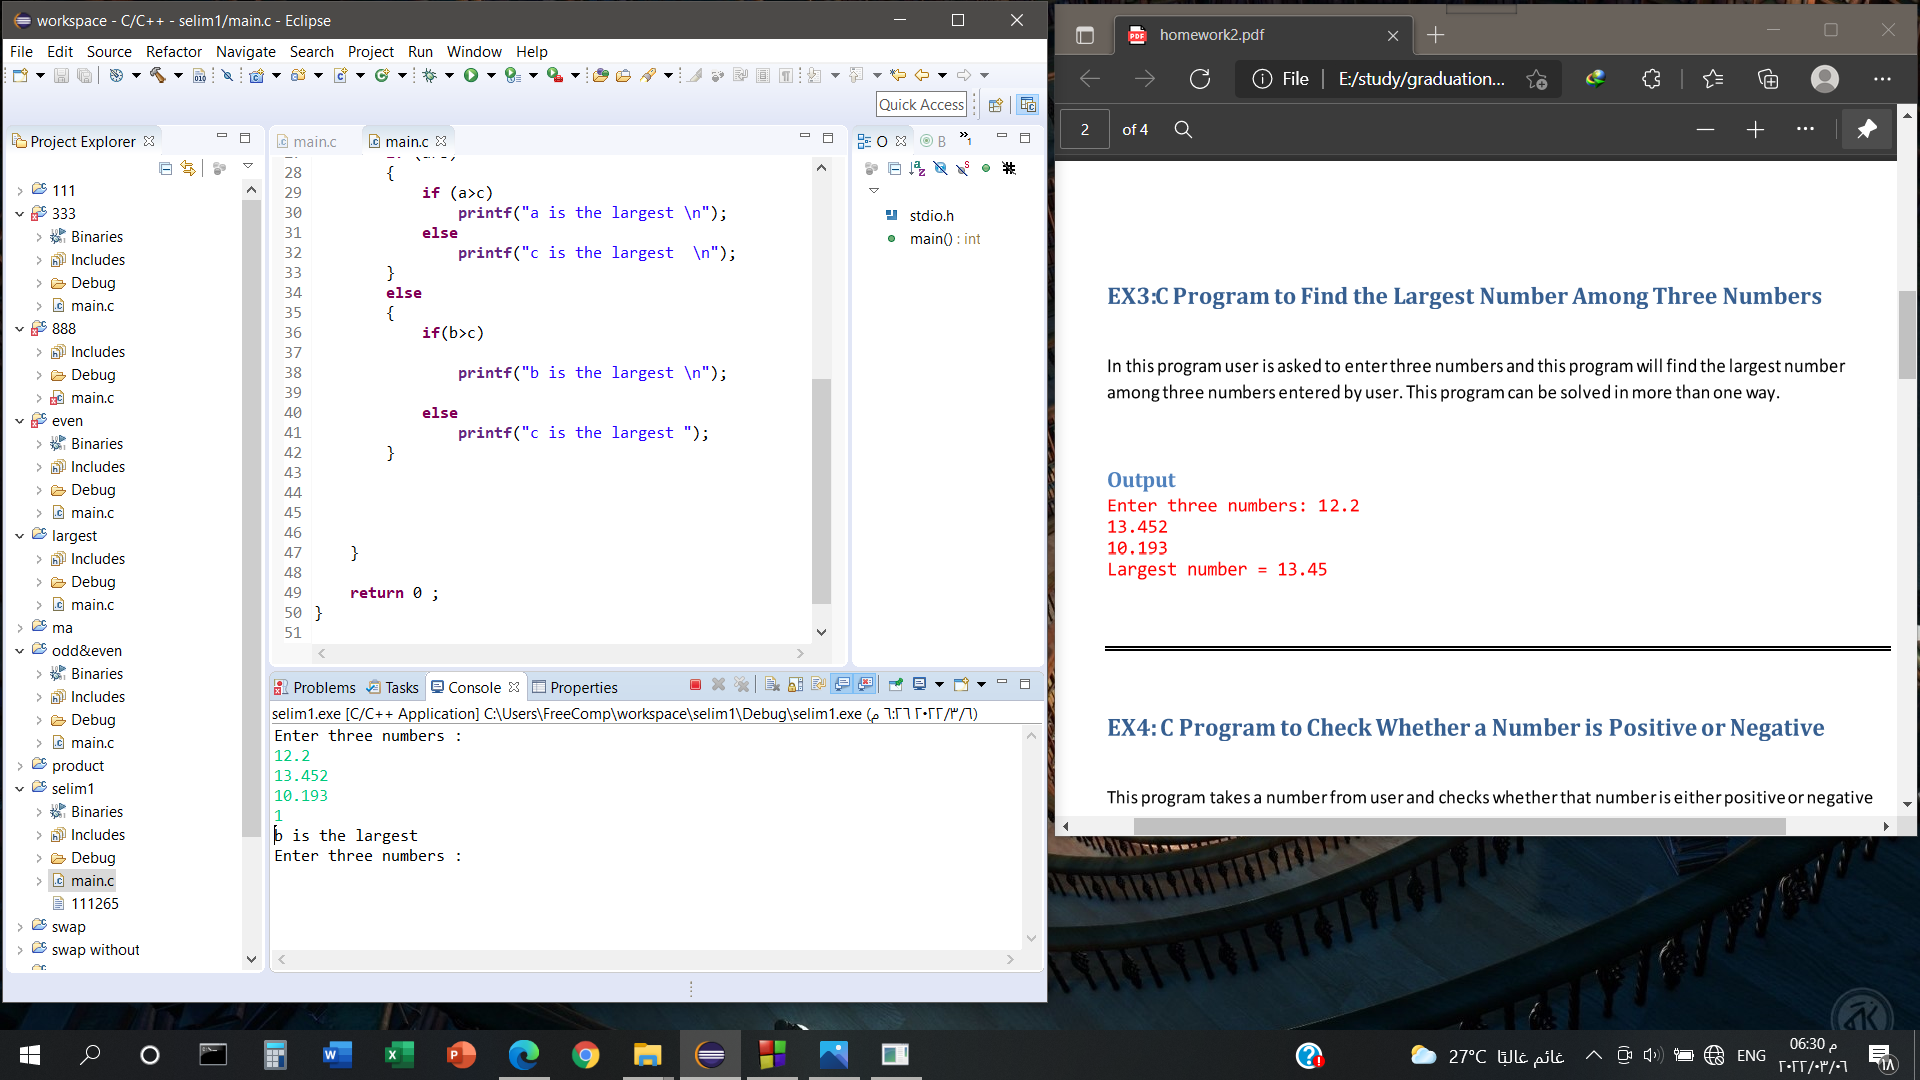 workspace - C/C++ - selim1/main.c - Eclipse
File Edit Source Refactor Navigate Search Project Run Window Help
Quick Access
Project Explorer
111
333
Binaries
Includes
Debug
main.c
888
Includes
Debug
main.c
even
Binaries
Includes
Debug
main.c
largest
Includes
Debug
main.c
ma
odd&even
Binaries
Includes
Debug
main.c
product
selim1
Binaries
Includes
Debug
main.c
111265
swap
swap without
main.c
main.c
28 {
29 if (a>c)
30 printf("a is the largest \n");
31 else
32 printf("c is the largest  \n");
33 }
34 else
35 {
36 if(b>c)
37
38 printf("b is the largest \n");
39
40 else
41 printf("c is the largest ");
42 }
43
44
45
46
47 }
48
49 return 0 ;
50 }
51
O
B
stdio.h
main() : int
Problems Tasks Console Properties
selim1.exe [C/C++ Application] C:\Users\FreeComp\workspace\selim1\Debug\selim1.exe (٢٠٢٢/٣/٦ ٦:٢٦ م)
Enter three numbers :
12.2
13.452
10.193
1
b is the largest
Enter three numbers :
homework2.pdf
File E:/study/graduation...
2 of 4
EX3:C Program to Find the Largest Number Among Three Numbers
In this program user is asked to enter three numbers and this program will find the largest number
among three numbers entered by user. This program can be solved in more than one way.
Output
Enter three numbers: 12.2
13.452
10.193
Largest number = 13.45
EX4: C Program to Check Whether a Number is Positive or Negative
This program takes a number from user and checks whether that number is either positive or negative
27°C غائم غالبًا
ENG
06:30 م
٢٠٢٢/٠٣/٠٦
١٨